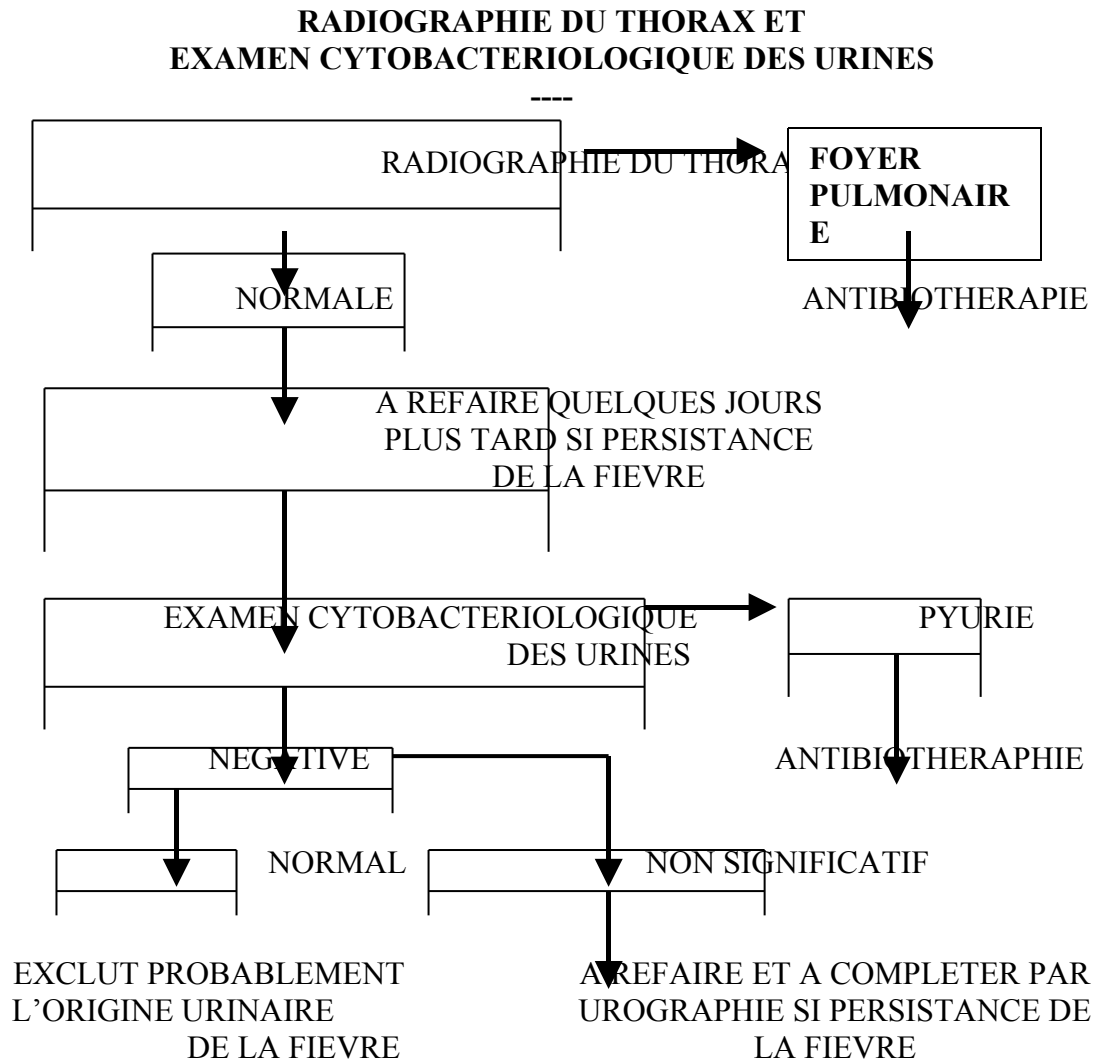 RADIOGRAPHIE DU THORAX ET
EXAMEN CYTOBACTERIOLOGIQUE DES URINES
----
RADIOGRAPHIE DU THORA
FOYER
PULMONAIR
E
NORMALE
ANTIBIOTHERAPIE
A REFAIRE QUELQUES JOURS
PLUS TARD SI PERSISTANCE
DE LA FIEVRE
EXAMEN CYTOBACTERIOLOGIQUE
DES URINES
PYURIE
NEGATIVE
ANTIBIOTHERAPHIE
NORMAL
NON SIGNIFICATIF
EXCLUT PROBABLEMENT
L’ORIGINE URINAIRE
DE LA FIEVRE
A REFAIRE ET A COMPLETER PAR
UROGRAPHIE SI PERSISTANCE DE
LA FIEVRE